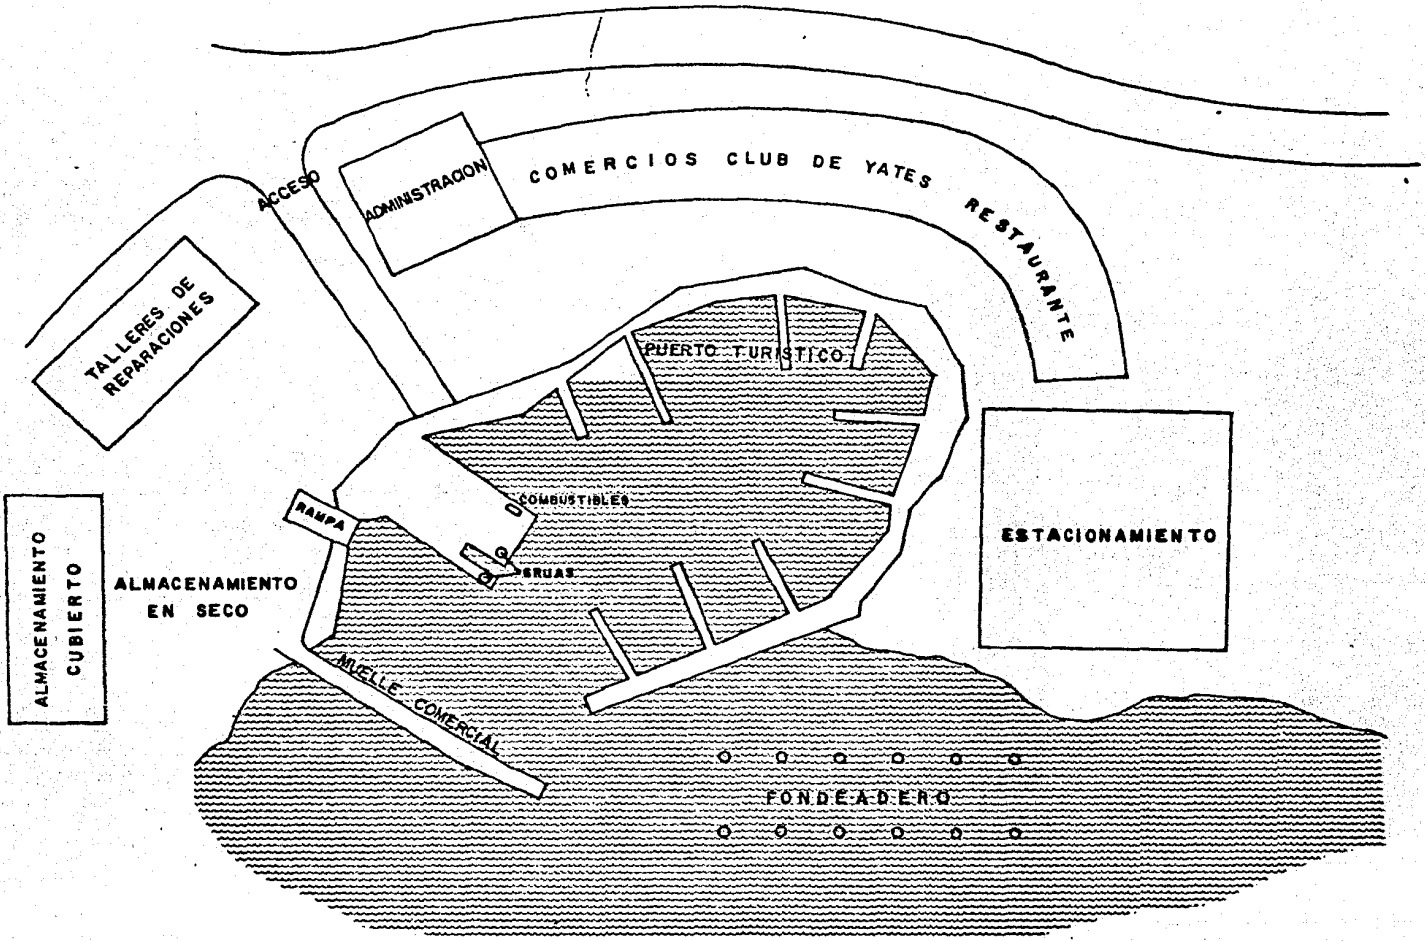 COMERCIOS CLUB DE YATES
RESTAURANTE
ADMINISTRACION
ACCESO
TALLERES DE
REPARACIONES
PUERTO TURISTICO
COMBUSTIBLES
RAMPA
GRUAS
ESTACIONAMIENTO
ALMACENAMIENTO
CUBIERTO
ALMACENAMIENTO
EN SECO
MUELLE COMERCIAL
FONDEADERO